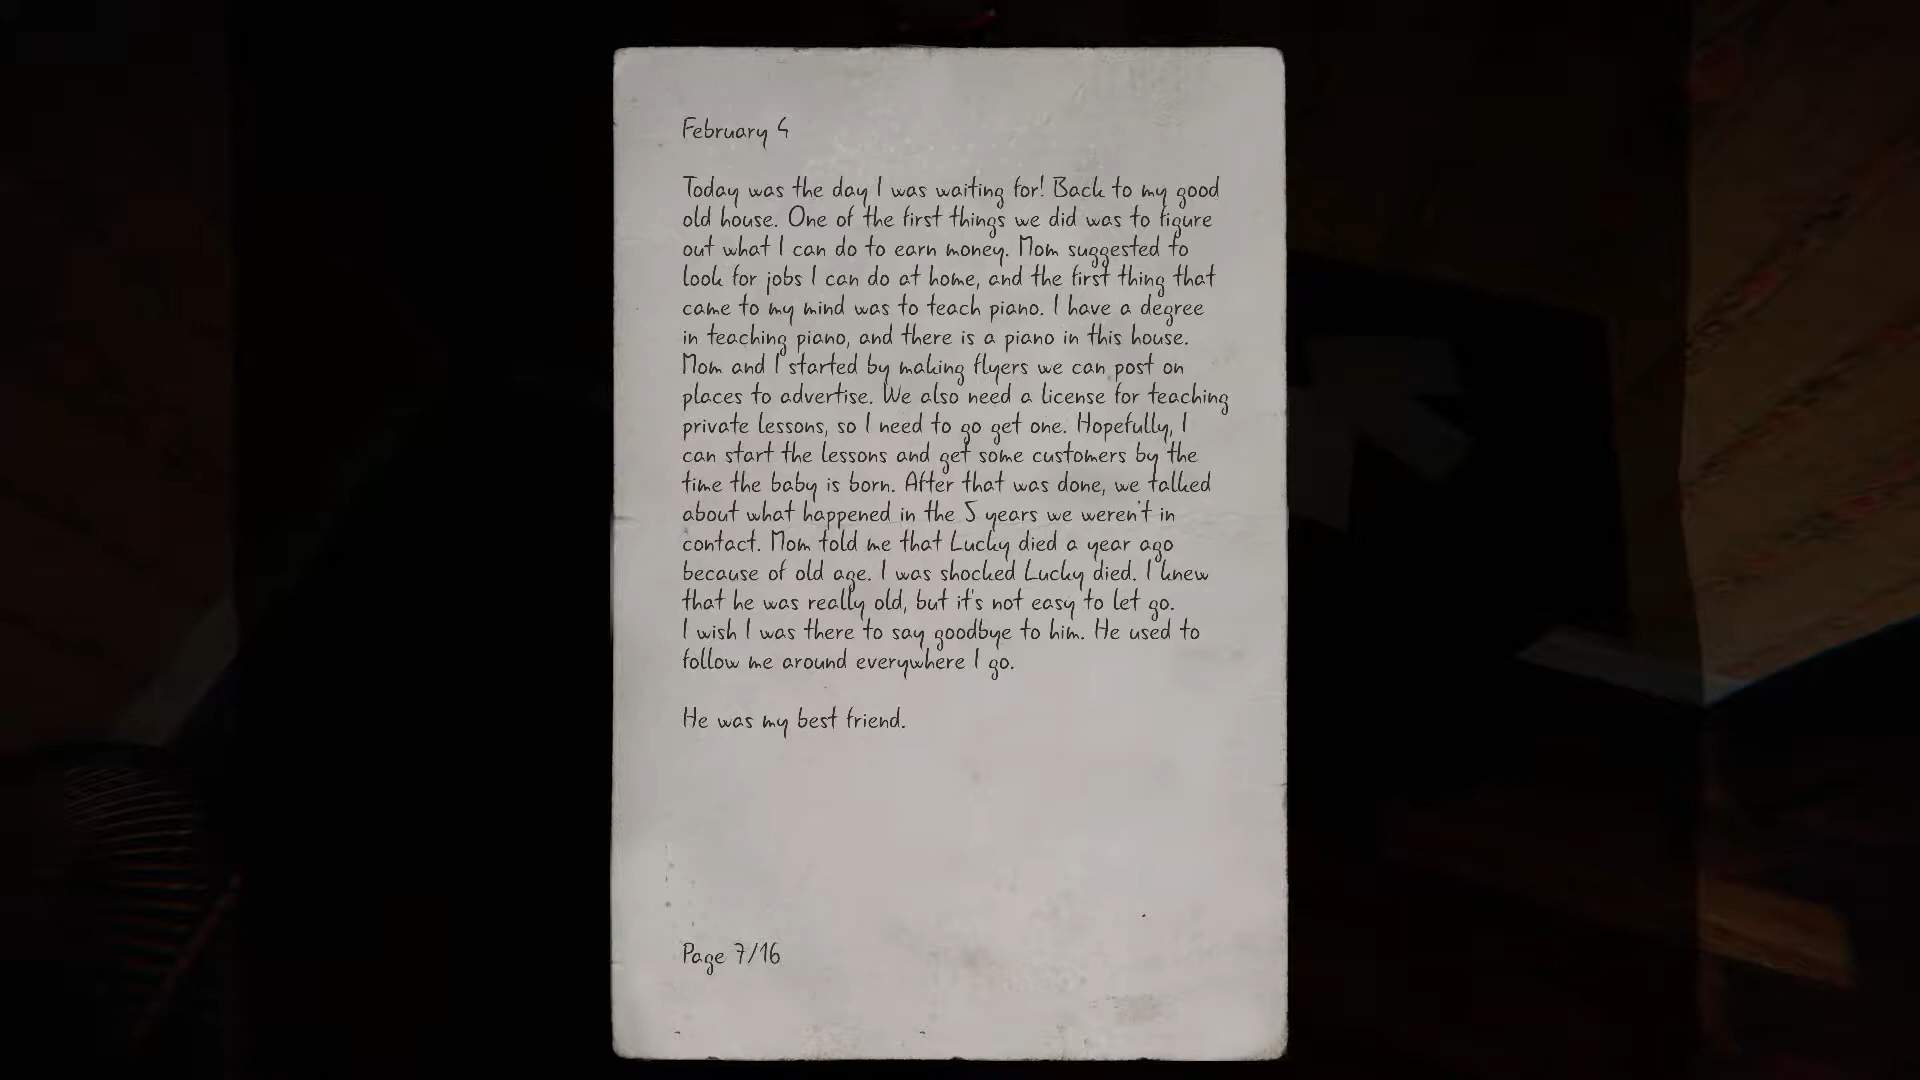 February 4
Today was the day I was waiting for! Back to my good
old house. One of the first things we did was to figure
out what I can do to earn money. Mom suggested to
look for jobs I can do at home, and the first thing that
came to my mind was to teach piano. I have a degree
in teaching piano, and there is a piano in this house.
Mom and I started by making flyers we can post on
places to advertise. We also need a license for teaching
private lessons, so I need to go get one. Hopefully, I
can start the lessons and get some customers by the
time the baby is born. After that was done, we talked
about what happened in the 5 years we weren't in
contact. Mom told me that Lucky died a year ago
because of old age. I was shocked Lucky died. I knew
that he was really old, but it's not easy to let go.
I wish I was there to say goodbye to him. He used to
follow me around everywhere I go.
He was my best friend.
Page 7/16